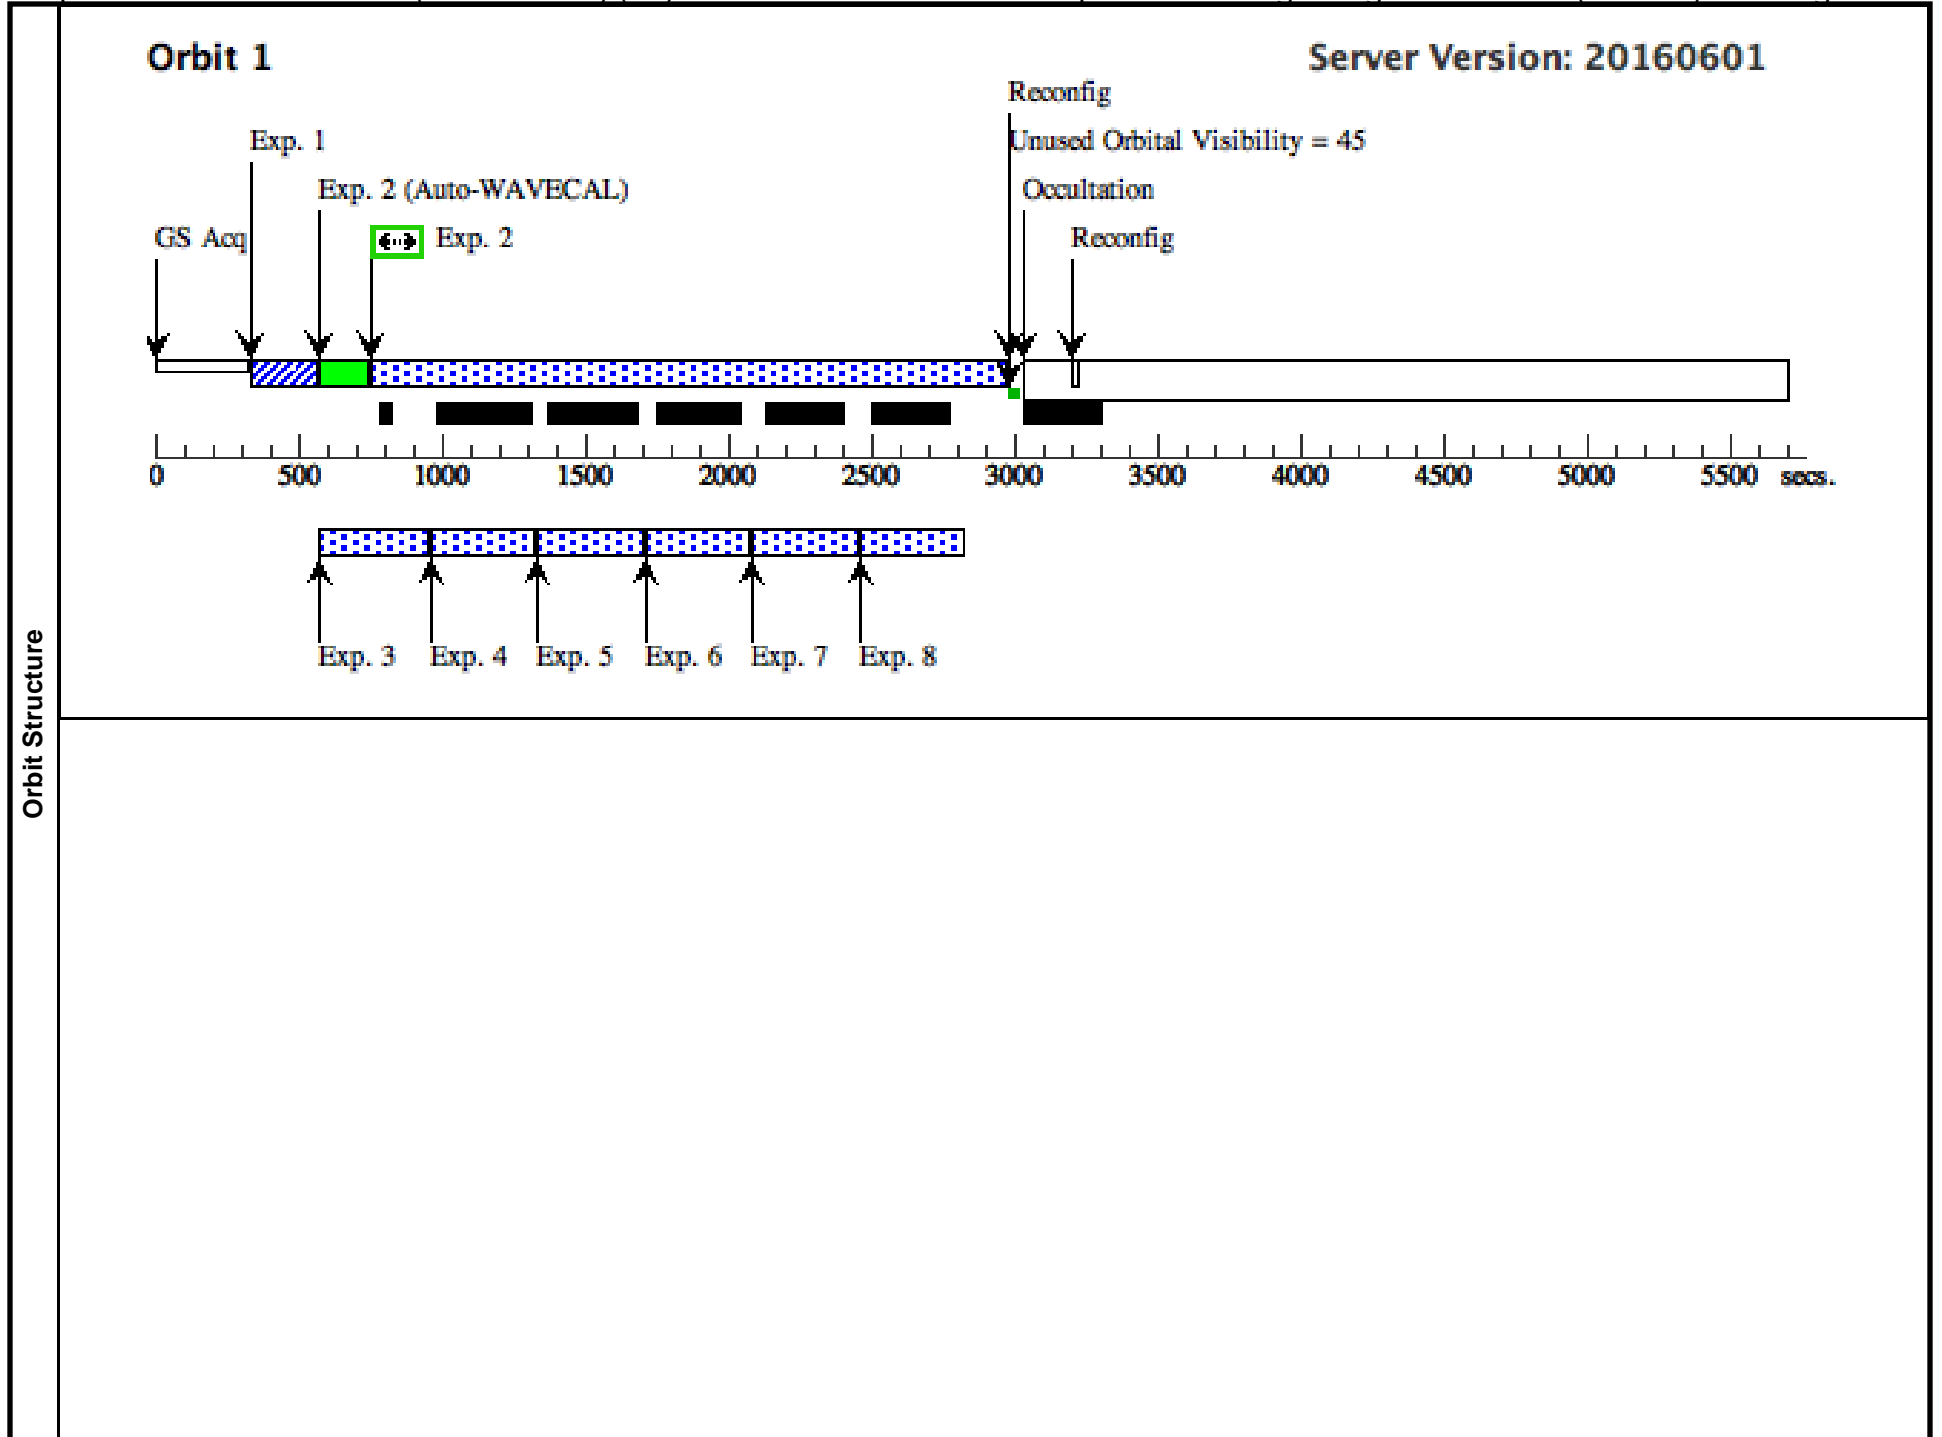 Orbit 1
Server Version: 20160601
Reconfig
Exp. 1
Unused Orbital Visibility = 45
Exp. 2 (Auto-WAVECAL)
Occultation
GS Acq
Exp. 2
Reconfig
0 500 1000 1500 2000 2500 3000 3500 4000 4500 5000 5500 secs.
Exp. 3 Exp. 4 Exp. 5 Exp. 6 Exp. 7 Exp. 8
Orbit Structure